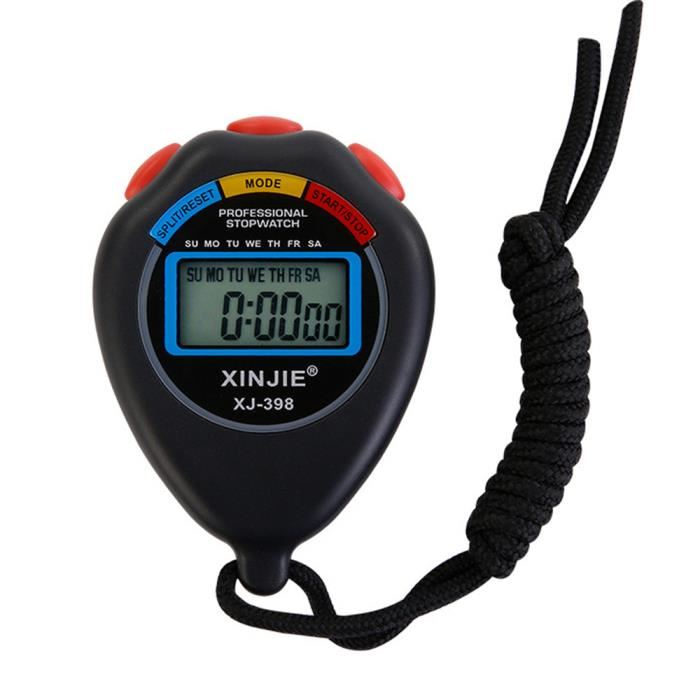 SPLIT/RESET
MODE
START/STOP
PROFESSIONAL
STOPWATCH
SU MO TU WE TH FR SA
SU MO TU WE TH FR SA
0:0000
XINJIE®
XJ-398